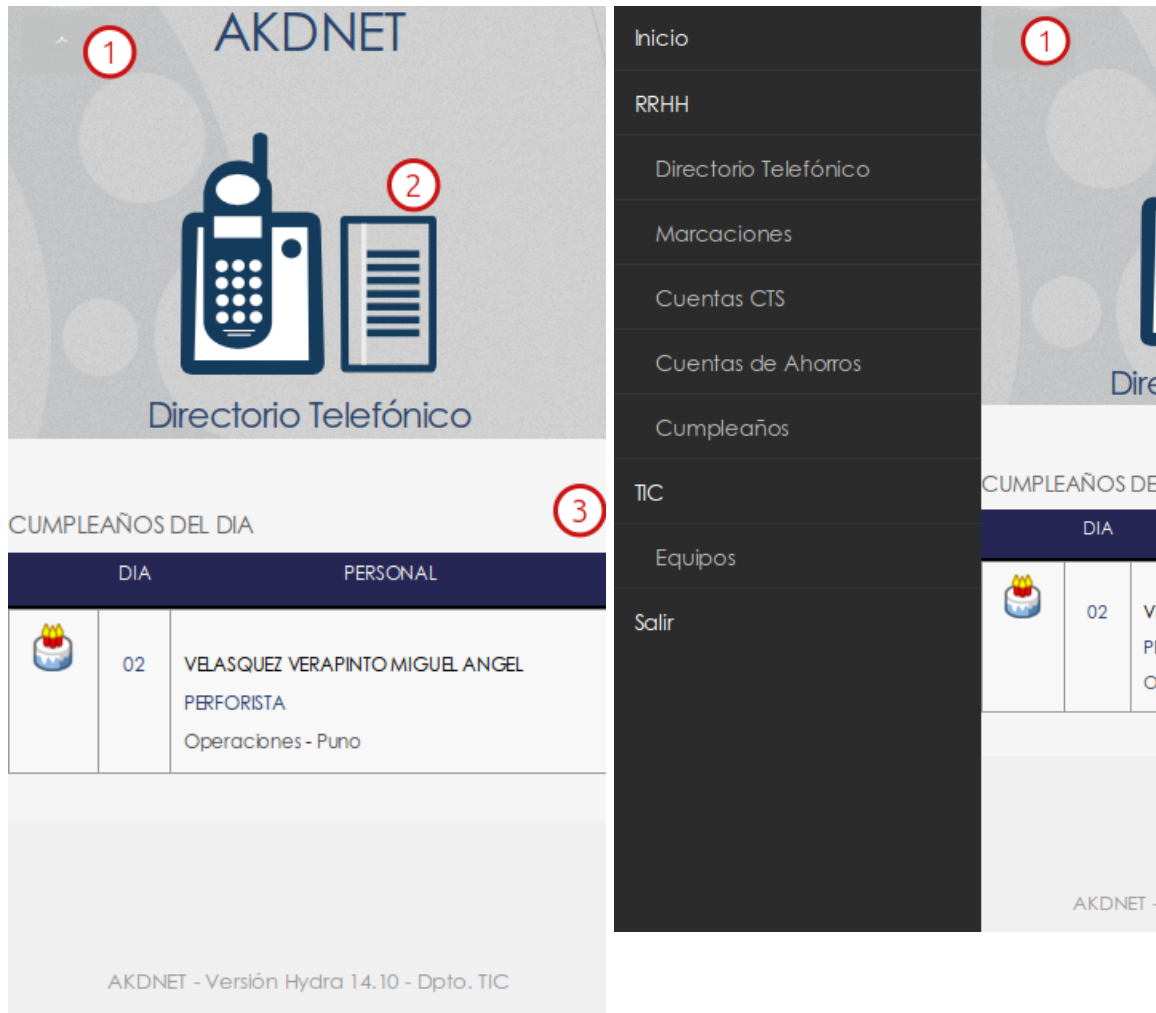 1
AKDNET
2
Directorio Telefónico
3
CUMPLEAÑOS DEL DIA
DIA PERSONAL
02 VELASQUEZ VERAPINTO MIGUEL ANGEL
PERFORISTA
Operaciones - Puno
AKDNET - Versión Hydra 14.10 - Dpto. TIC
Inicio
RRHH
Directorio Telefónico
Marcaciones
Cuentas CTS
Cuentas de Ahorros
Cumpleaños
TIC
Equipos
Salir
1
Dire
CUMPLEAÑOS DE
DIA
02
AKDNET -